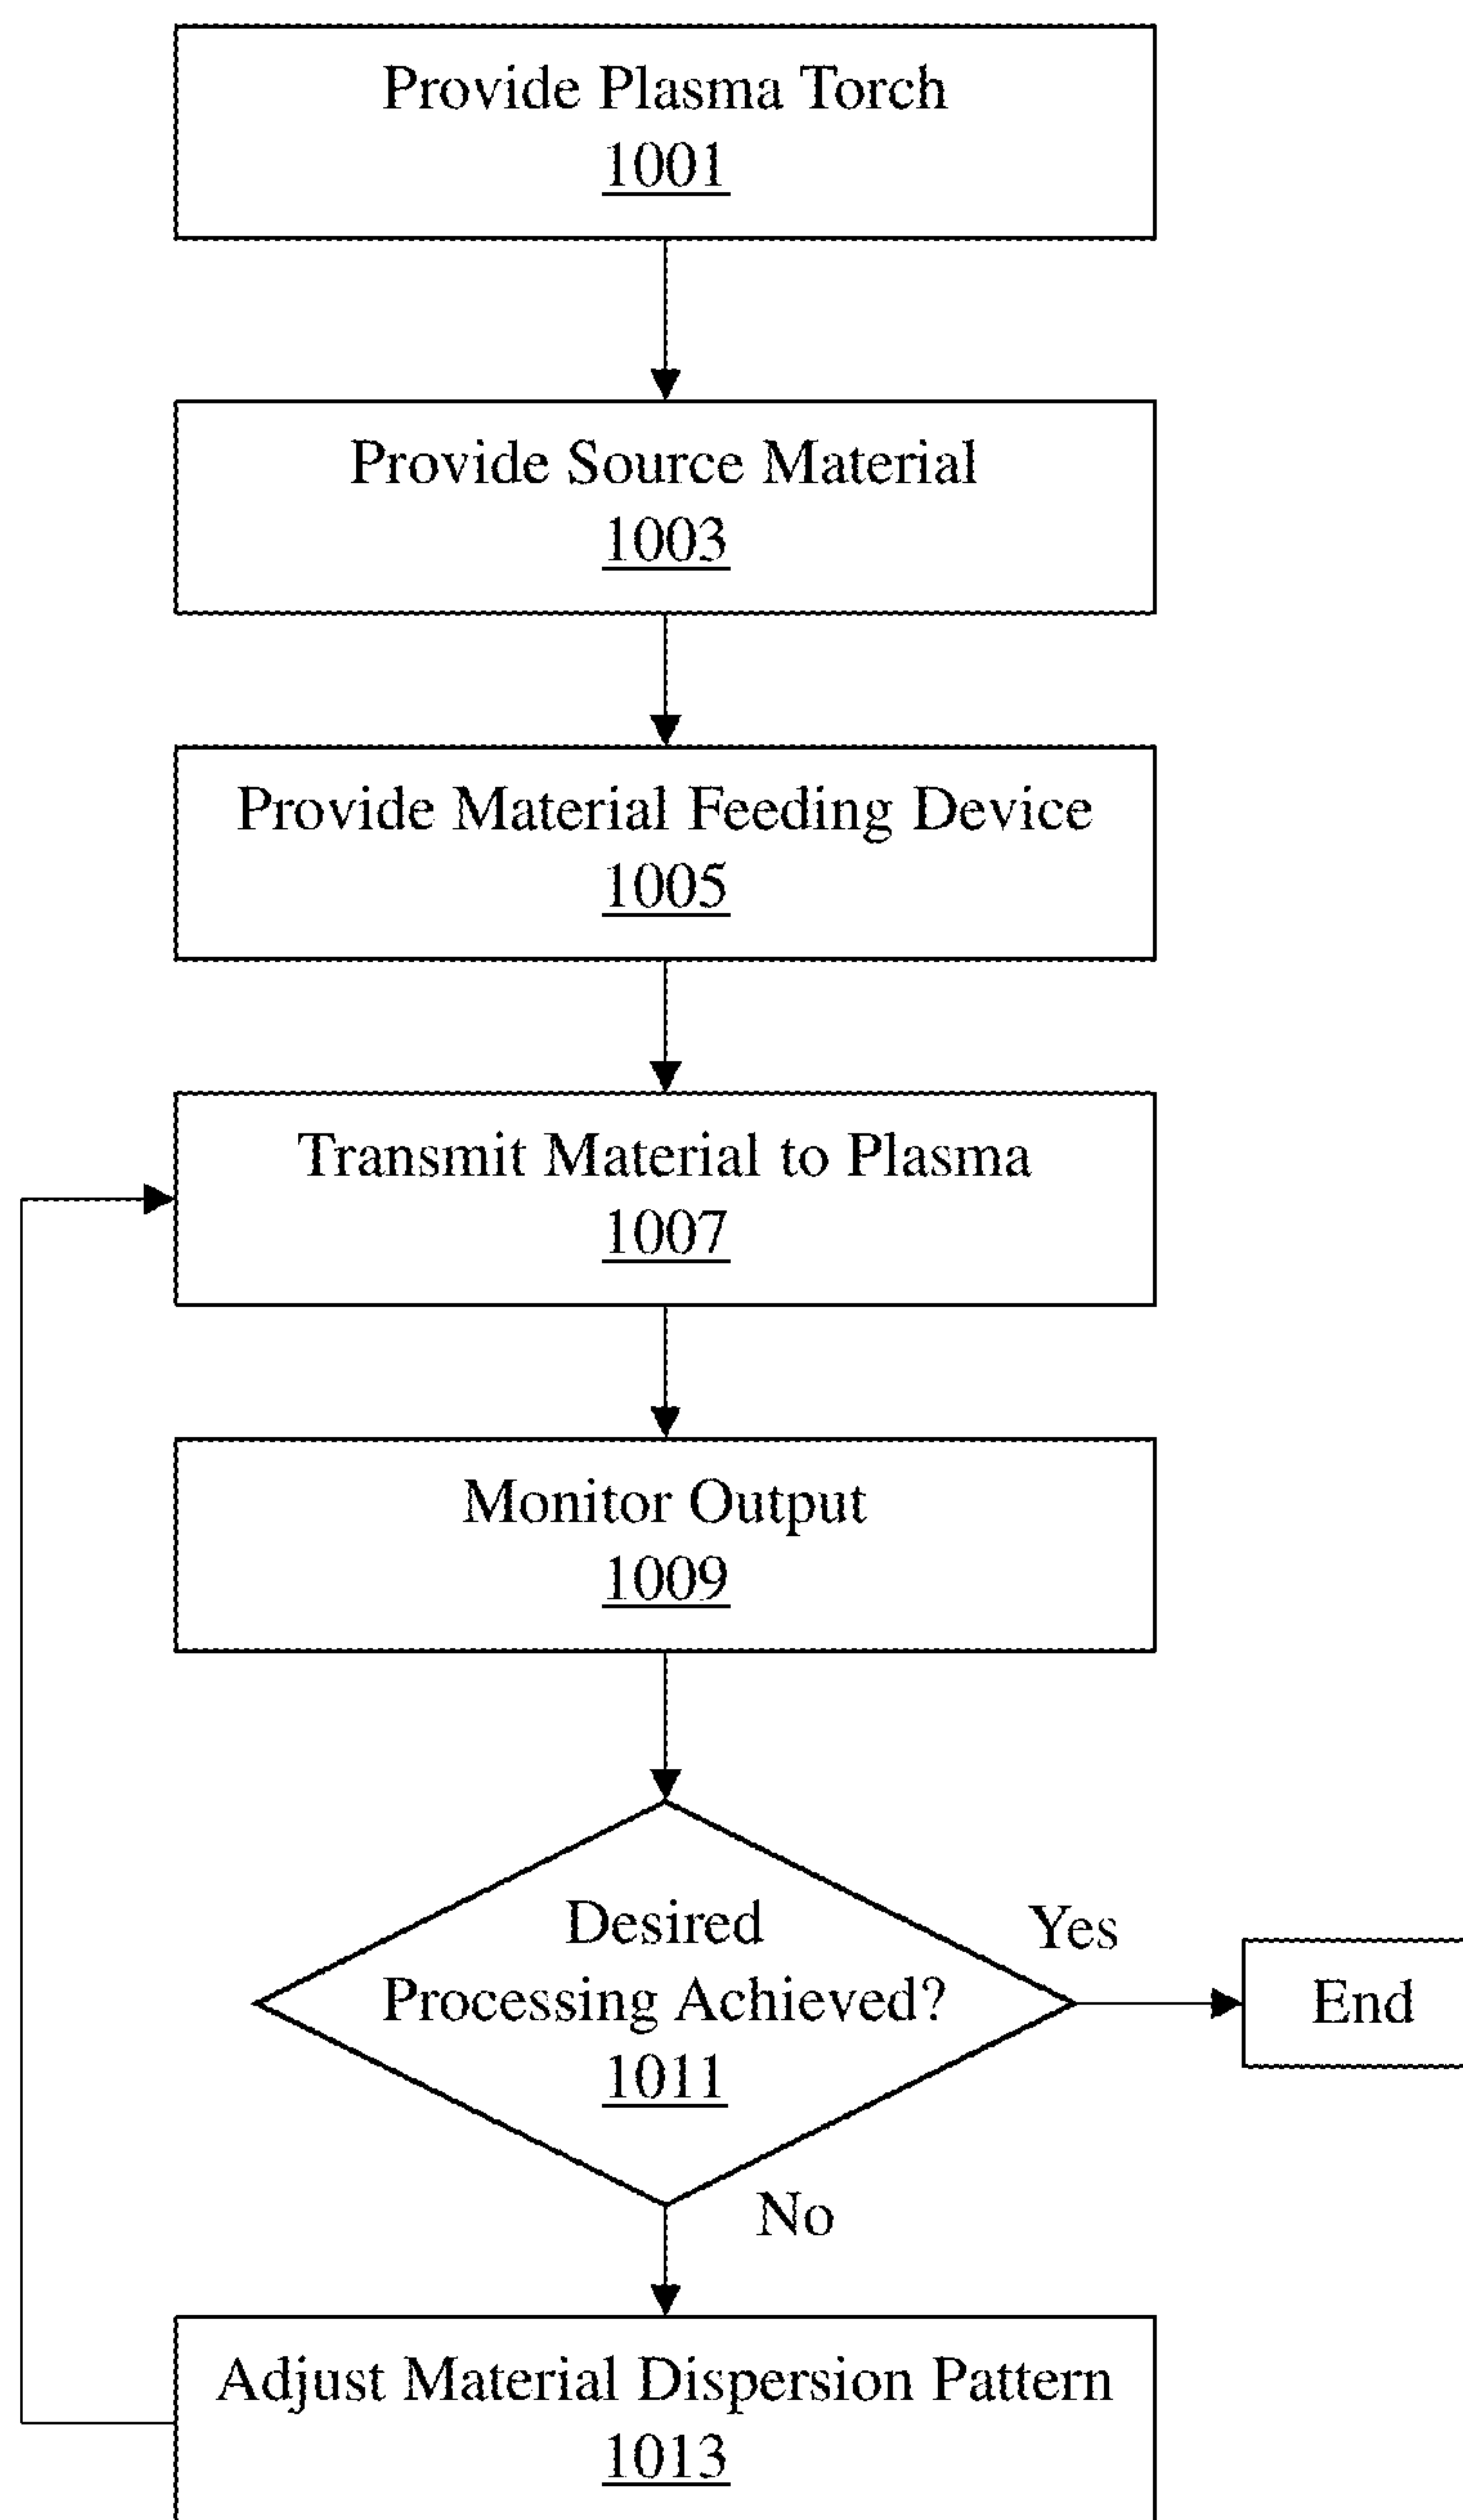 Provide Plasma Torch
1001
Provide Source Material
1003
Provide Material Feeding Device
1005
Transmit Material to Plasma
1007
Monitor Output
1009
Desired
Processing Achieved?
1011
Yes
End
No
Adjust Material Dispersion Pattern
1013